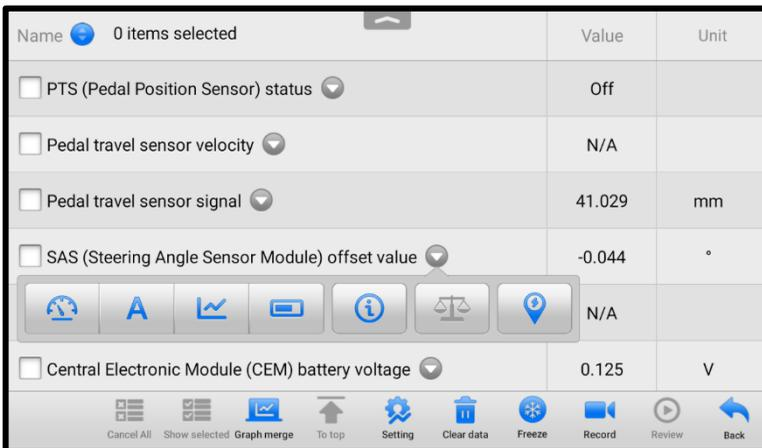 Name 0 items selected Value Unit
PTS (Pedal Position Sensor) status Off
Pedal travel sensor velocity N/A
Pedal travel sensor signal 41.029 mm
SAS (Steering Angle Sensor Module) offset value -0.044 °
A N/A
Central Electronic Module (CEM) battery voltage 0.125 V
Cancel All Show selected Graph merge To top Setting Clear data Freeze Record Review Back